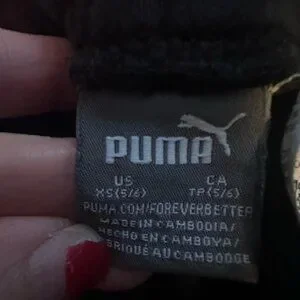 PUMA
US CA
XS(5/6) TP(5/6)
PUMA.COM/FOREVERBETTER
MADE IN CAMBODIA/
HECHO EN CAMBOYA/
BRIQUÉ AU CAMBODGE